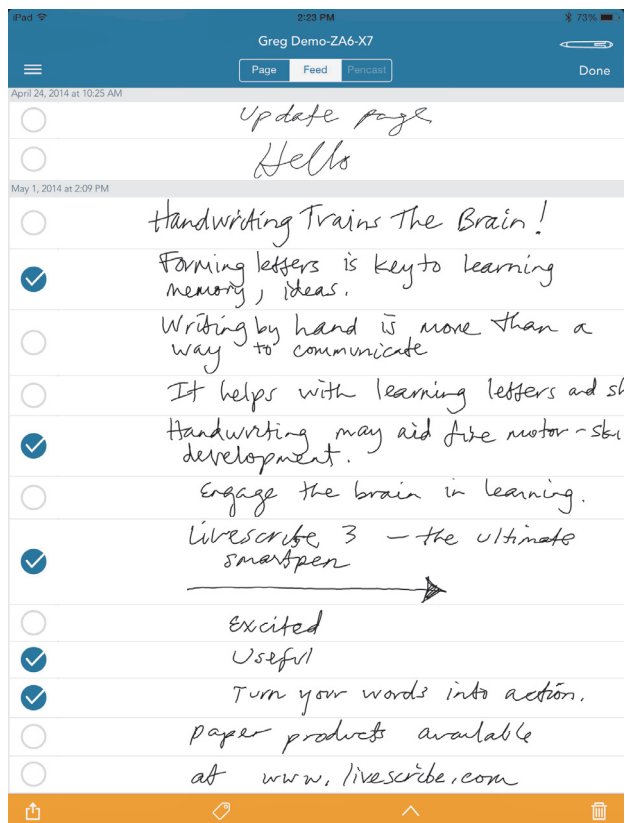 iPad 2:23 PM 73%
Greg Demo-ZA6-X7
Page Feed Pencast Done
April 24, 2014 at 10:25 AM
Update page
Hello
May 1, 2014 at 2:09 PM
Handwriting Trains The Brain!
Forming letters is key to learning
memory, ideas.
Writing by hand is more than a
way to communicate
It helps with learning letters and sh
Handwriting may aid fine motor-ski
development.
Engage the brain in learning.
Livescribe 3 – the ultimate
smartpen
Excited
Useful
Turn your words into action.
paper products available
at www.livescribe.com